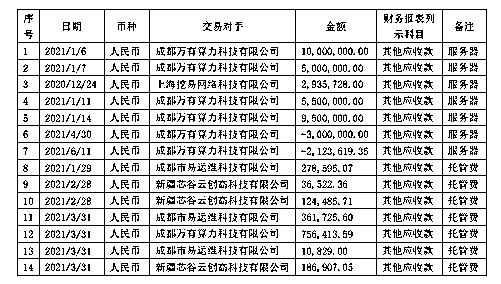 序号 日期 币种 交易对手 金额 财务报表列示科目 备注
1 2021/1/6 人民币 成都万有算力科技有限公司 10,000,000.00 其他应收款 服务器
2 2021/1/7 人民币 成都万有算力科技有限公司 5,000,000.00 其他应收款 服务器
3 2020/12/24 人民币 上海挖易网络科技有限公司 2,935,728.00 其他应收款 服务器
4 2021/1/11 人民币 成都万有算力科技有限公司 5,500,000.00 其他应收款 服务器
5 2021/1/14 人民币 成都万有算力科技有限公司 9,500,000.00 其他应收款 服务器
6 2021/4/30 人民币 成都万有算力科技有限公司 -3,000,000.00 其他应收款 服务器
7 2021/6/11 人民币 成都万有算力科技有限公司 -2,123,619.35 其他应收款 服务器
8 2021/1/29 人民币 成都市易运维科技有限公司 278,595.07 其他应收款 托管费
9 2021/2/28 人民币 新疆芯谷云创高科技有限公司 36,522.36 其他应收款 托管费
10 2021/2/28 人民币 新疆芯谷云创高科技有限公司 124,486.71 其他应收款 托管费
11 2021/3/31 人民币 成都市易运维科技有限公司 361,725.60 其他应收款 托管费
12 2021/3/31 人民币 成都万有算力科技有限公司 756,413.59 其他应收款 托管费
13 2021/3/31 人民币 成都市易运维科技有限公司 10,829.00 其他应收款 托管费
14 2021/3/31 人民币 新疆芯谷云创高科技有限公司 186,907.05 其他应收款 托管费